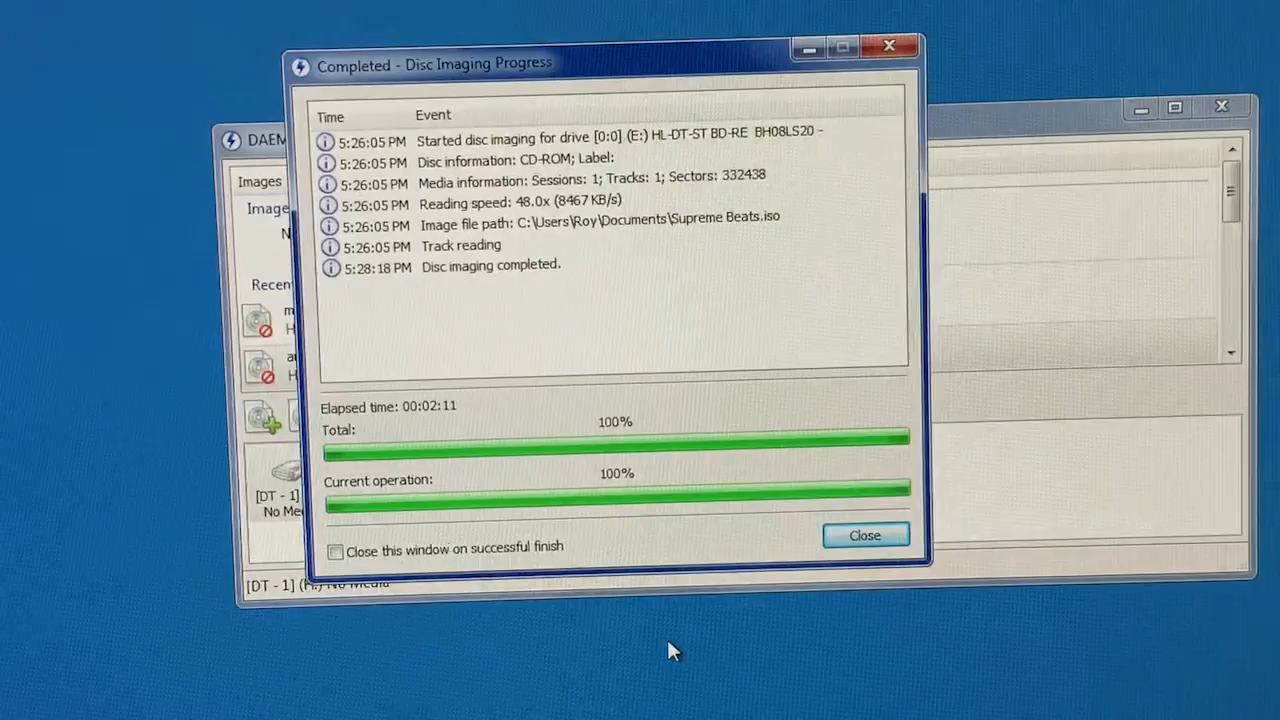 Completed - Disc Imaging Progress
DAEM
Time Event
5:26:05 PM Started disc imaging for drive [0:0] (E:) HL-DT-ST BD-RE BH08LS20 -
5:26:05 PM Disc information: CD-ROM; Label:
5:26:05 PM Media information: Sessions: 1; Tracks: 1; Sectors: 332438
5:26:05 PM Reading speed: 48.0x (8467 KB/s)
5:26:05 PM Image file path: C:\Users\Roy\Documents\Supreme Beats.iso
5:26:05 PM Track reading
5:28:18 PM Disc imaging completed.
Images
Image
N
Recen
m
H
a
H
Elapsed time: 00:02:11
Total: 100%
Current operation: 100%
Close this window on successful finish
Close
[DT - 1]
No Me
[DT - 1] (H:) No Media